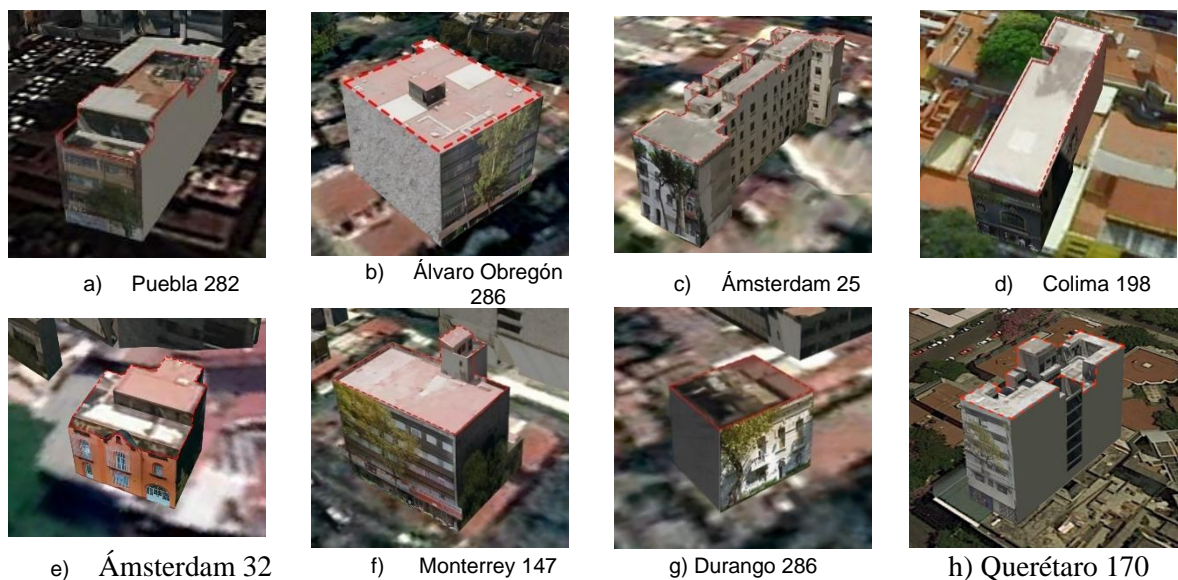 a) Puebla 282
b) Álvaro Obregón
286
c) Ámsterdam 25
d) Colima 198
e) Ámsterdam 32
f) Monterrey 147
g) Durango 286
h) Querétaro 170